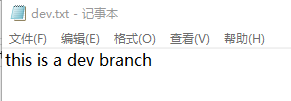 dev.txt - 记事本
文件(F) 编辑(E) 格式(O) 查看(V) 帮助(H)
this is a dev branch